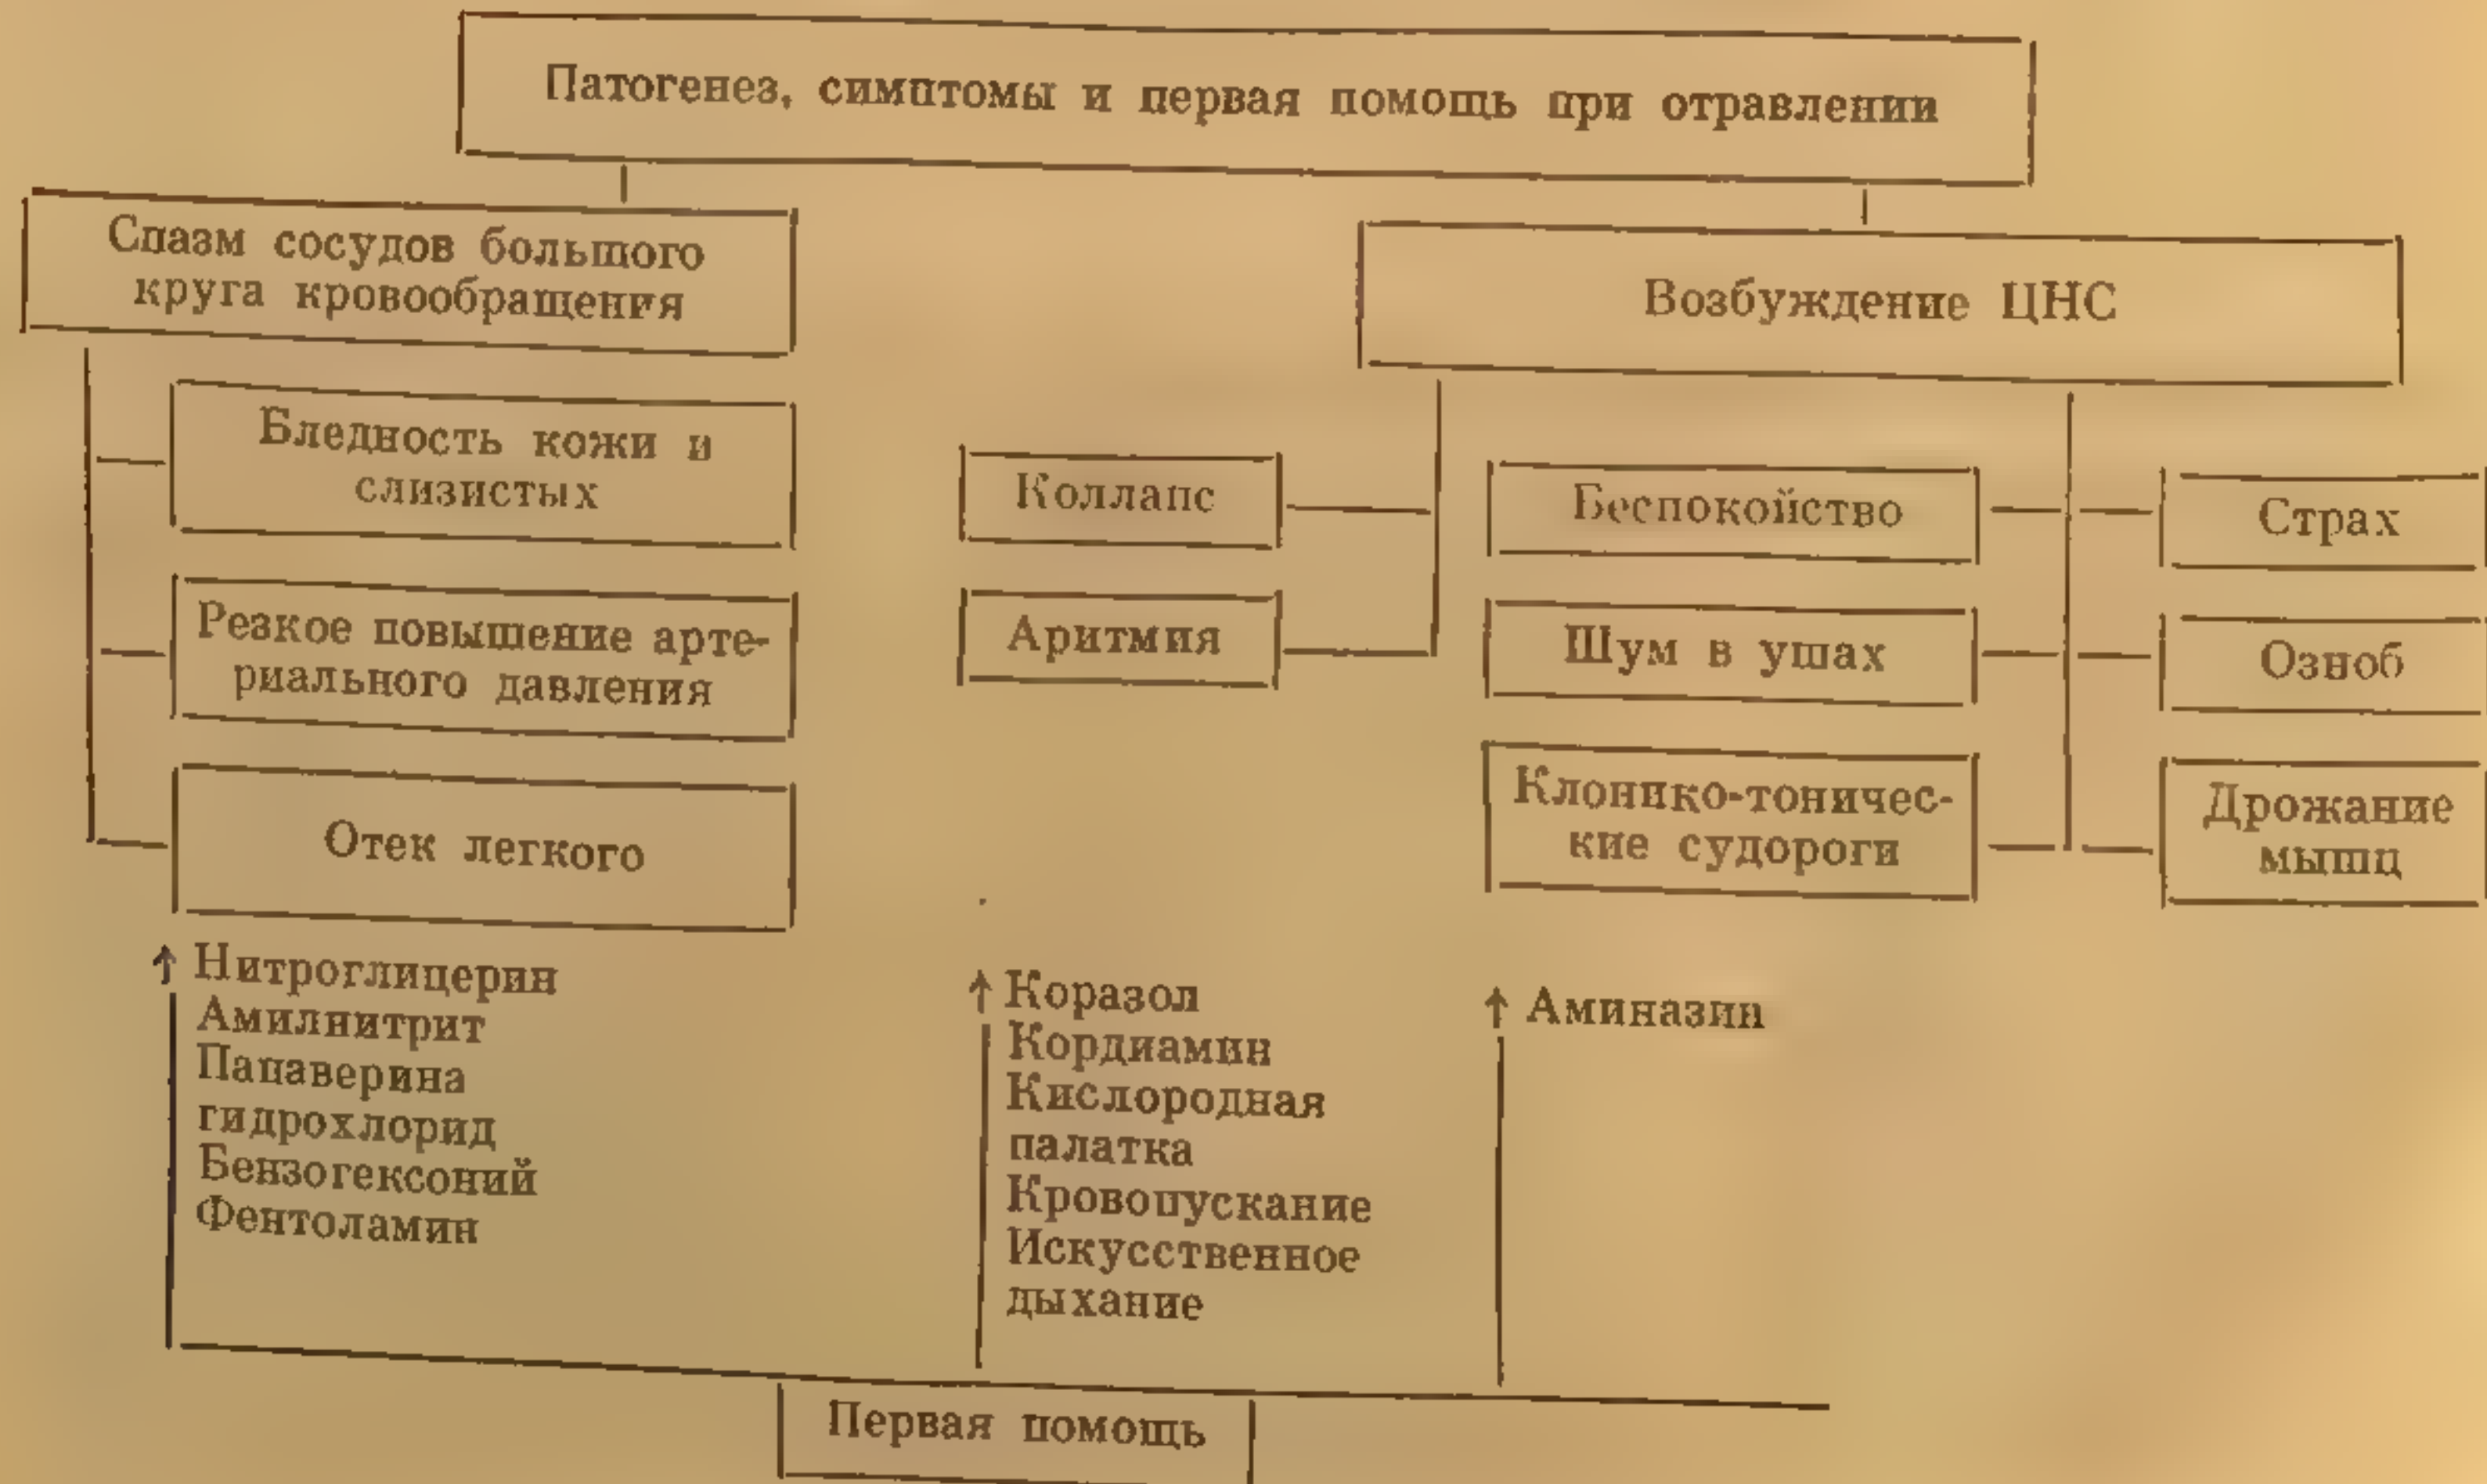 Патогенез, симптомы и первая помощь при отравлении
Спазм сосудов большого
круга кровообращения
Возбуждение ЦНС
Бледность кожи и
слизистых
Резкое повышение арте-
риального давления
Отек легкого
Коллапс
Аритмия
Беспокойство
Страх
Шум в ушах
Озноб
Клонико-тоничес-
кие судороги
Дрожание
мышц
↑ Нитроглицерин
Амилнитрит
Папаверина
гидрохлорид
Бензогексоний
Фентоламин
↑ Коразол
Кордиамин
Кислородная
палатка
Кровопускание
Искусственное
дыхание
↑ Аминазин
Первая помощь